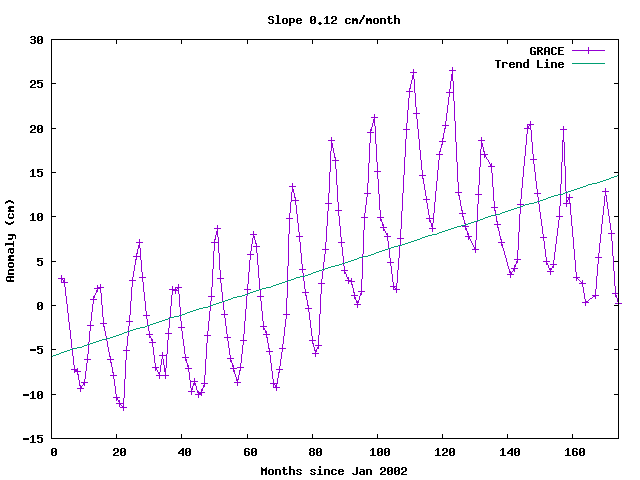 Slope 0.12 cm/month
GRACE
Trend Line
30
25
20
15
10
5
0
-5
-10
-15
Anomaly (cm)
0 20 40 60 80 100 120 140 160
Months since Jan 2002